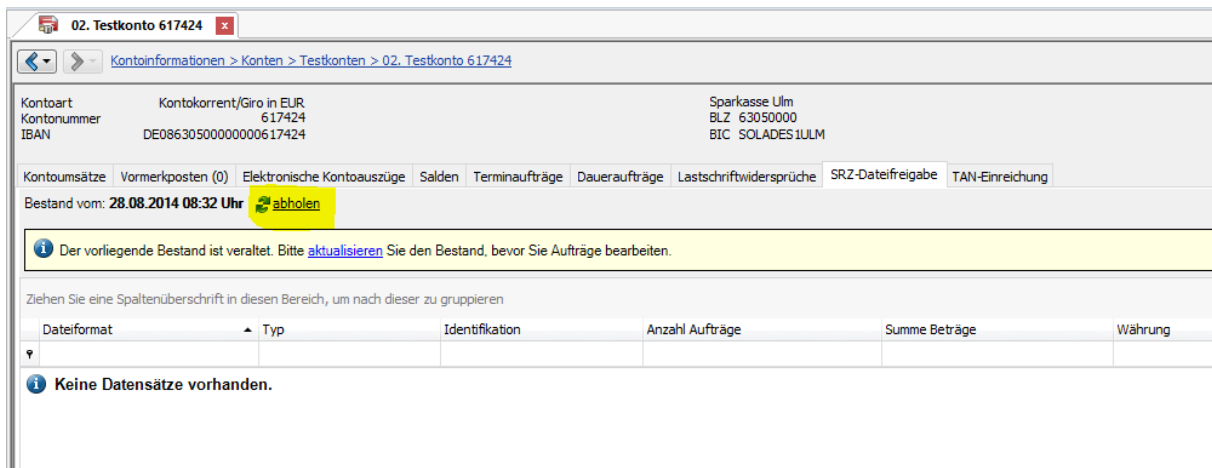 02. Testkonto 617424 x
Kontoinformationen > Konten > Testkonten > 02. Testkonto 617424
Kontoart Kontokorrent/Giro in EUR Sparkasse Ulm
Kontonummer 617424 BLZ 63050000
IBAN DE08630500000000617424 BIC SOLADES1ULM
Kontoumsätze Vormerkposten (0) Elektronische Kontoauszüge Salden Terminaufträge Daueraufträge Lastschriftwidersprüche SRZ-Dateifreigabe TAN-Einreichung
Bestand vom: 28.08.2014 08:32 Uhr abholen
Der vorliegende Bestand ist veraltet. Bitte aktualisieren Sie den Bestand, bevor Sie Aufträge bearbeiten.
Ziehen Sie eine Spaltenüberschrift in diesen Bereich, um nach dieser zu gruppieren
Dateiformat Typ Identifikation Anzahl Aufträge Summe Beträge Währung
Keine Datensätze vorhanden.